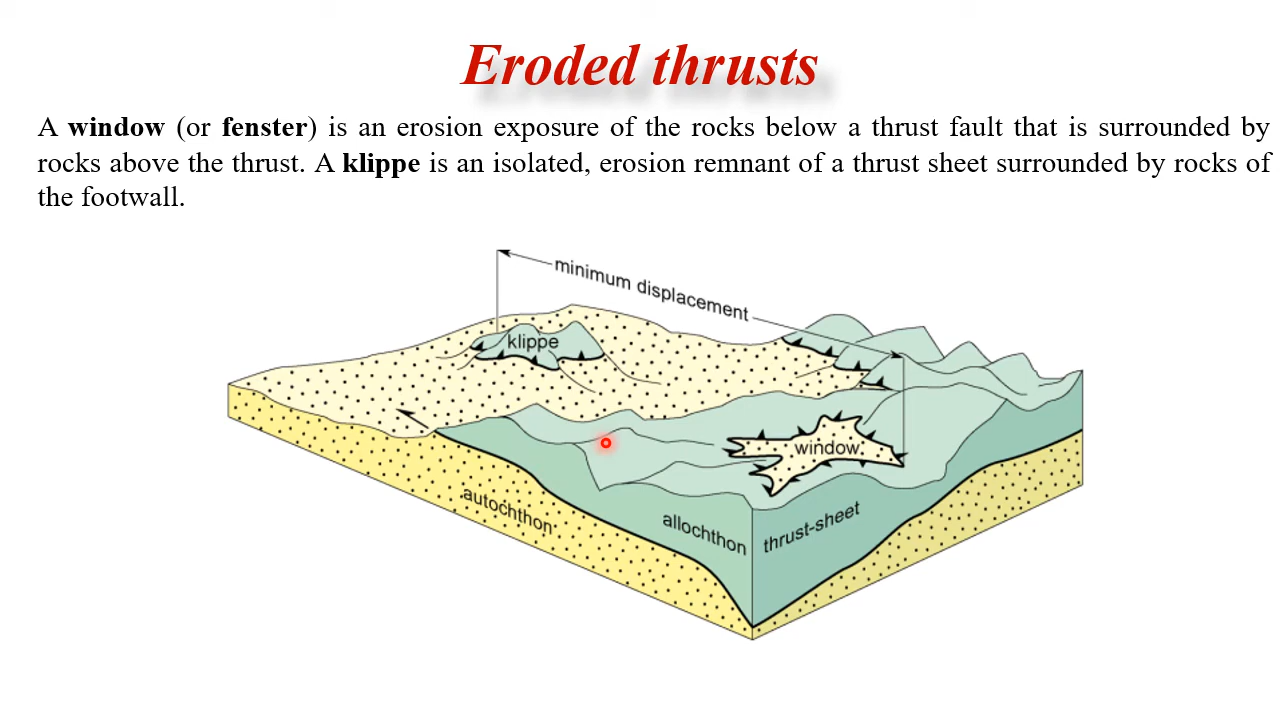 Eroded thrusts
A window (or fenster) is an erosion exposure of the rocks below a thrust fault that is surrounded by
rocks above the thrust. A klippe is an isolated, erosion remnant of a thrust sheet surrounded by rocks of
the footwall.
minimum displacement
klippe
window
autochthon
allochthon
thrust-sheet